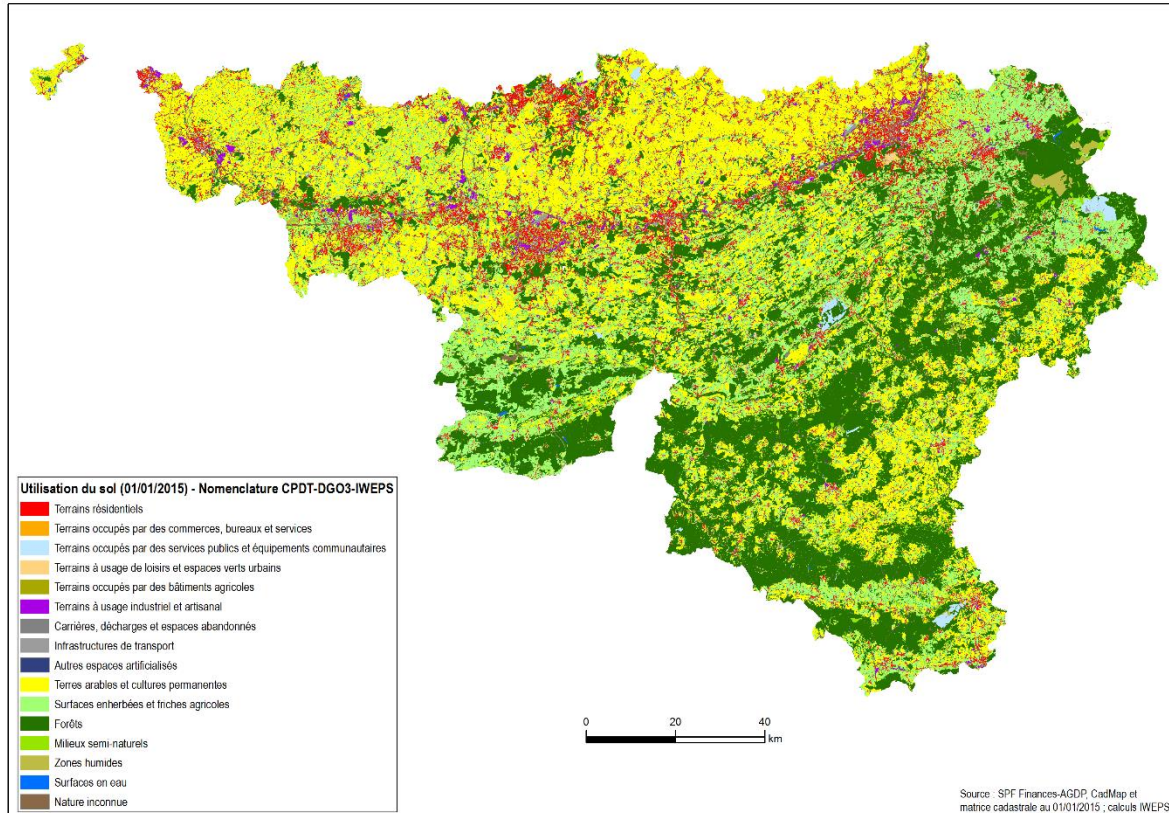 Utilisation du sol (01/01/2015) - Nomenclature CPDT-DGO3-IWEPS
Terrains résidentiels
Terrains occupés par des commerces, bureaux et services
Terrains occupés par des services publics et équipements communautaires
Terrains à usage de loisirs et espaces verts urbains
Terrains occupés par des bâtiments agricoles
Terrains à usage industriel et artisanal
Carrières, décharges et espaces abandonnés
Infrastructures de transport
Autres espaces artificialisés
Terres arables et cultures permanentes
Surfaces enherbées et friches agricoles
Forêts
Milieux semi-naturels
Zones humides
Surfaces en eau
Nature inconnue
0 20 40
km
Source : SPF Finances-AGDP, CadMap et
matrice cadastrale au 01/01/2015 ; calculs IWEPS